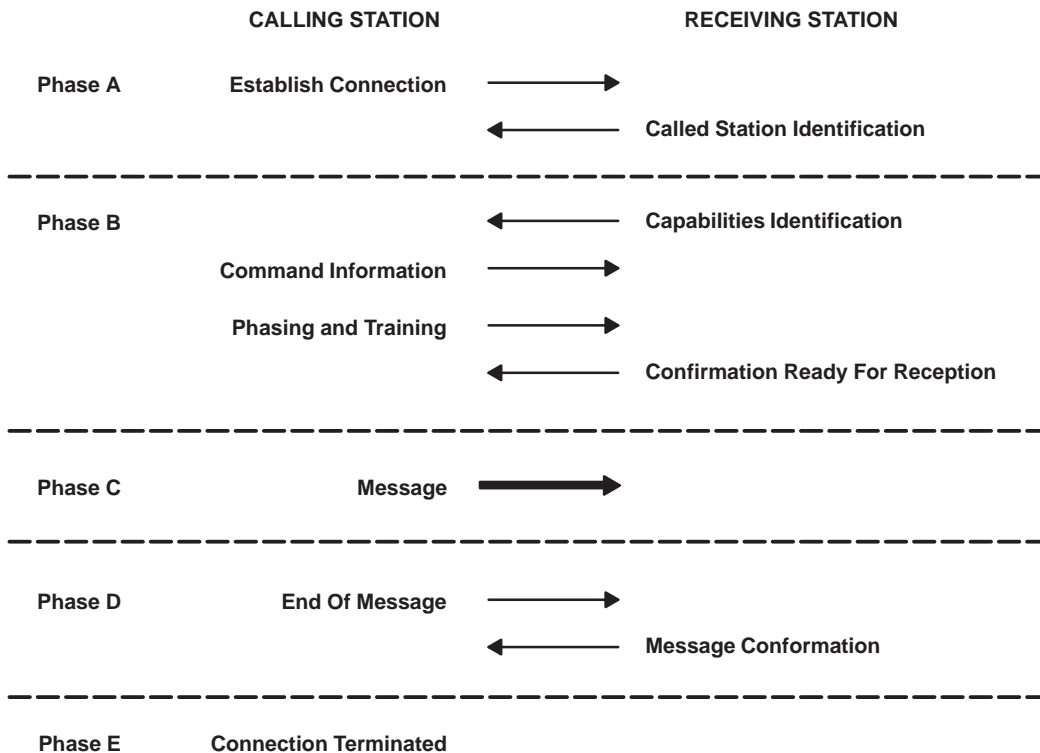 CALLING STATION RECEIVING STATION
Phase A Establish Connection
Called Station Identification
Phase B Capabilities Identification
Command Information
Phasing and Training
Confirmation Ready For Reception
Phase C Message
Phase D End Of Message
Message Conformation
Phase E Connection Terminated